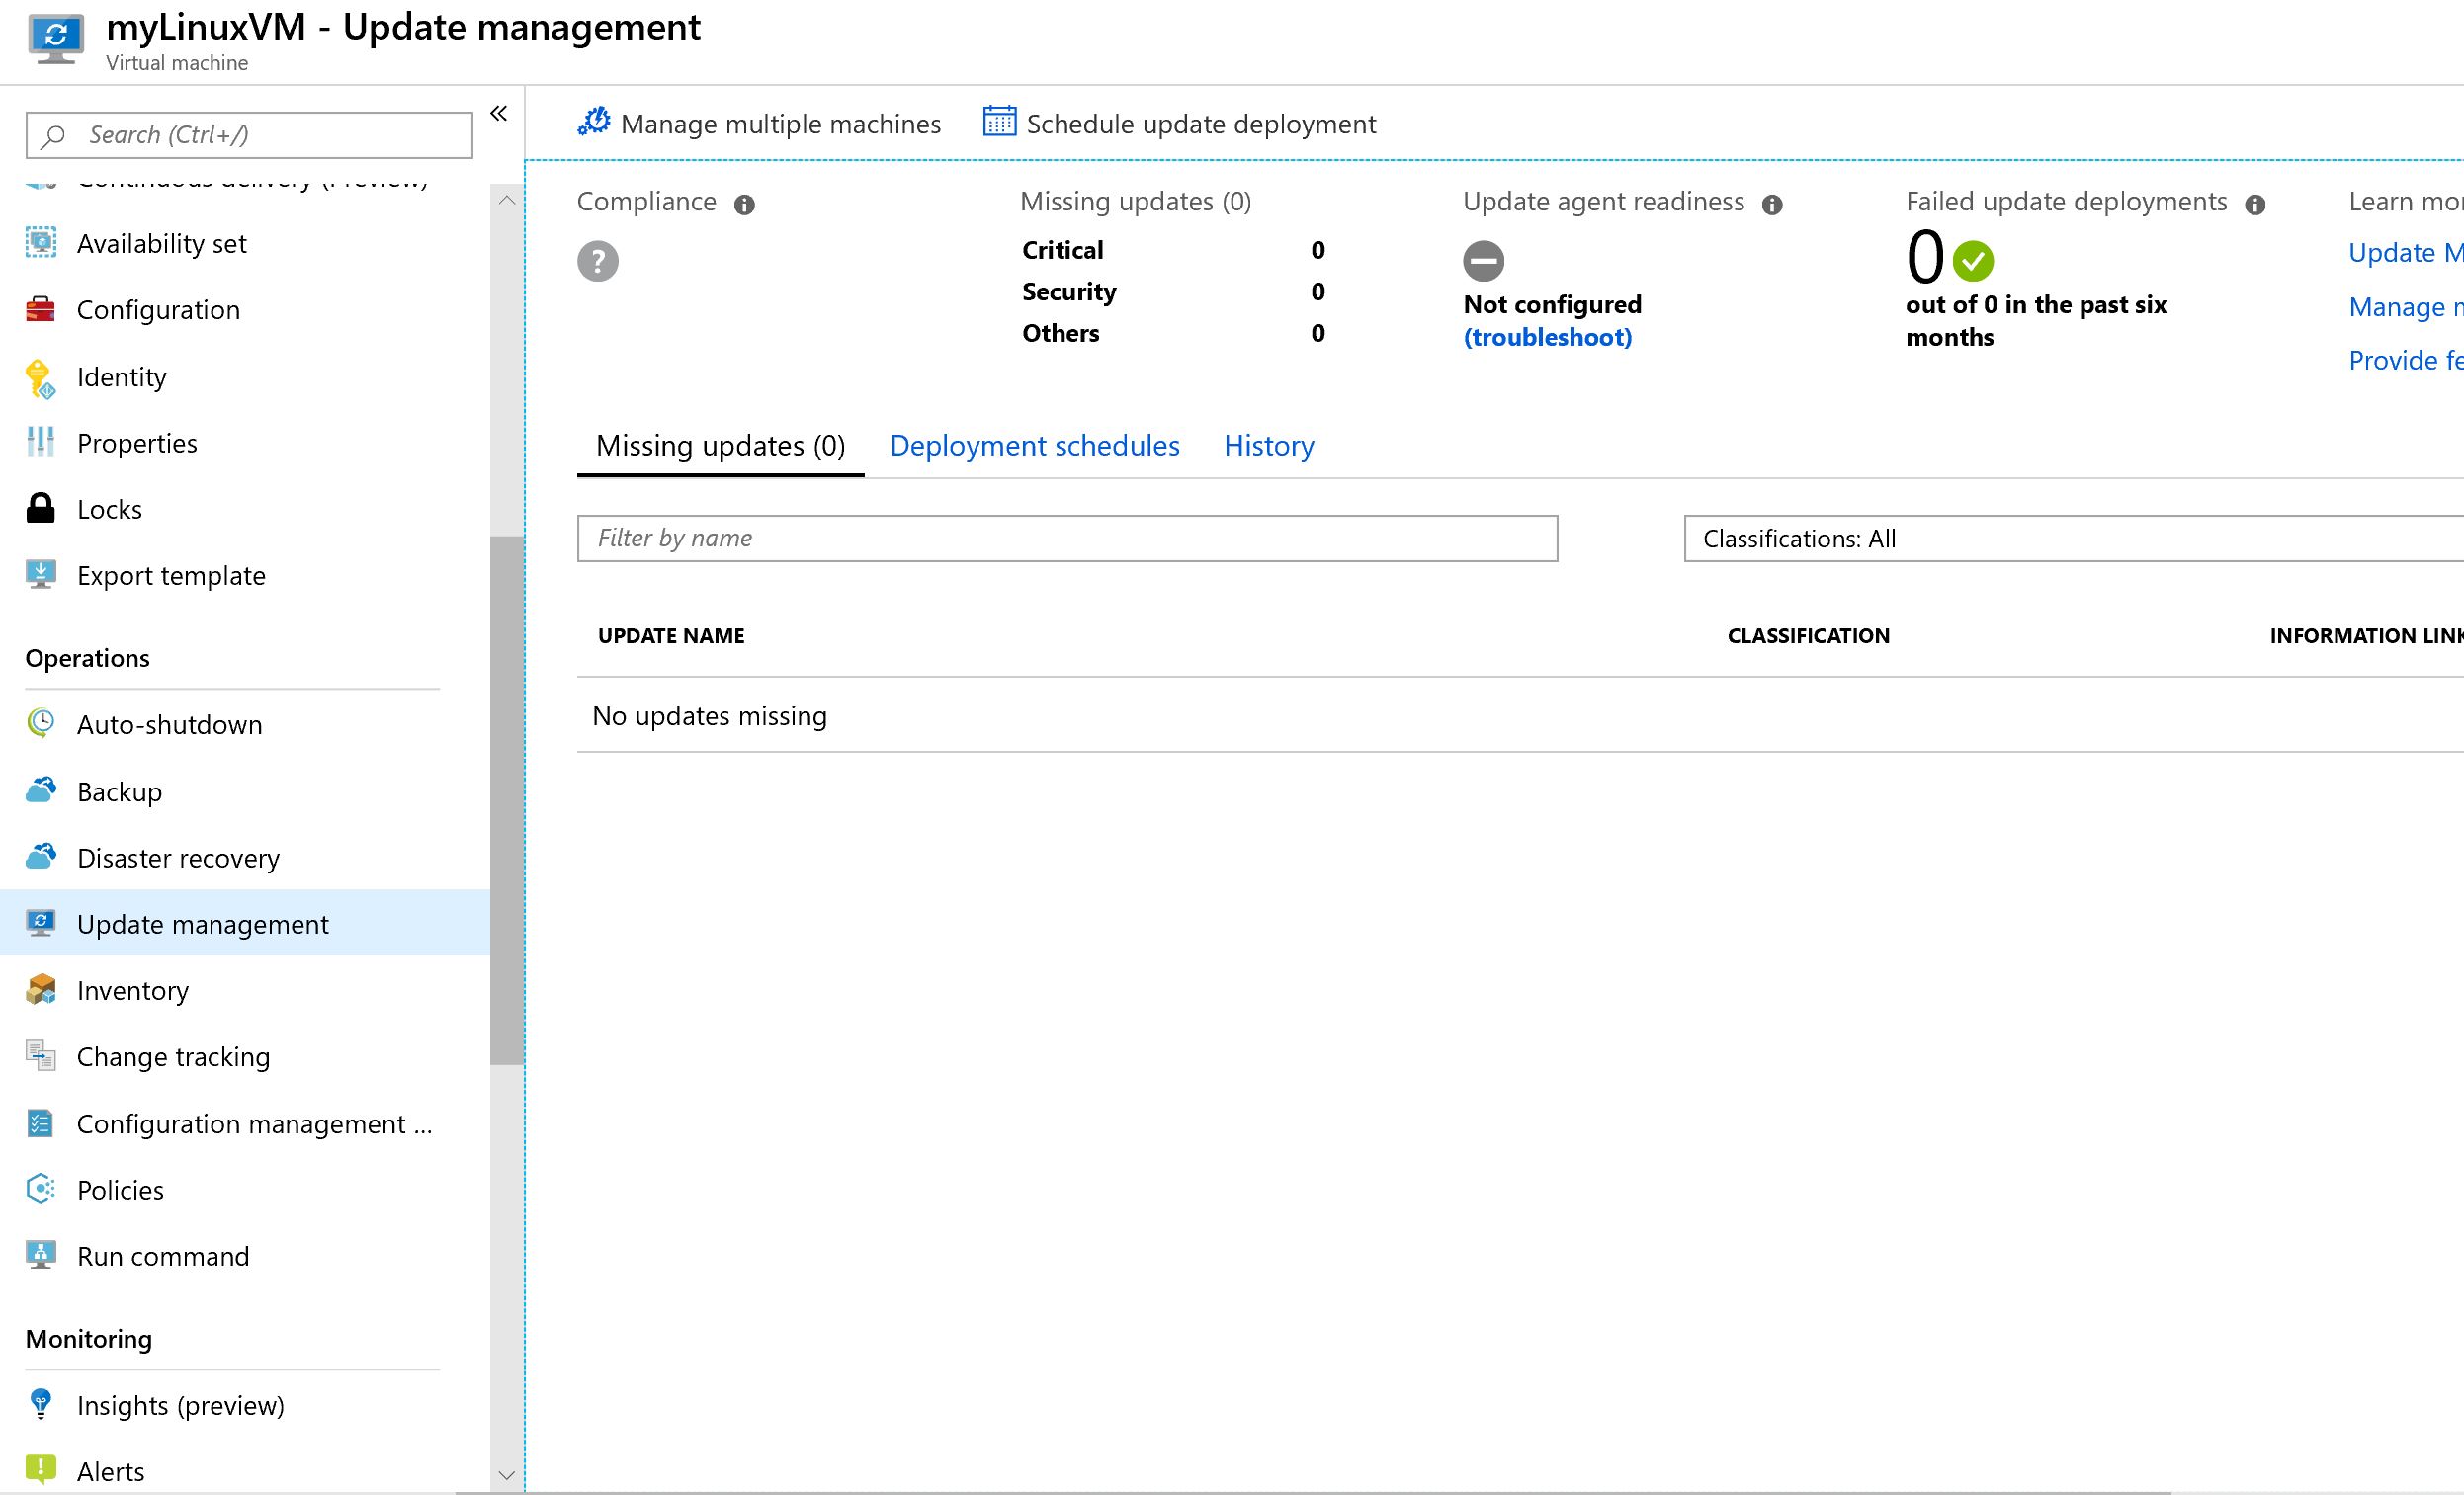 myLinuxVM - Update management
Virtual machine
Search (Ctrl+/)
Continuous delivery (Preview)
Availability set
Configuration
Identity
Properties
Locks
Export template
Operations
Auto-shutdown
Backup
Disaster recovery
Update management
Inventory
Change tracking
Configuration management ...
Policies
Run command
Monitoring
Insights (preview)
Alerts
Manage multiple machines
Schedule update deployment
Compliance
Missing updates (0)
Critical 0
Security 0
Others 0
Update agent readiness
Not configured
(troubleshoot)
Failed update deployments
0
out of 0 in the past six
months
Learn
Update
Manage
Provide
Missing updates (0) Deployment schedules History
Filter by name
Classifications: All
UPDATE NAME CLASSIFICATION INFORMATION LINK
No updates missing